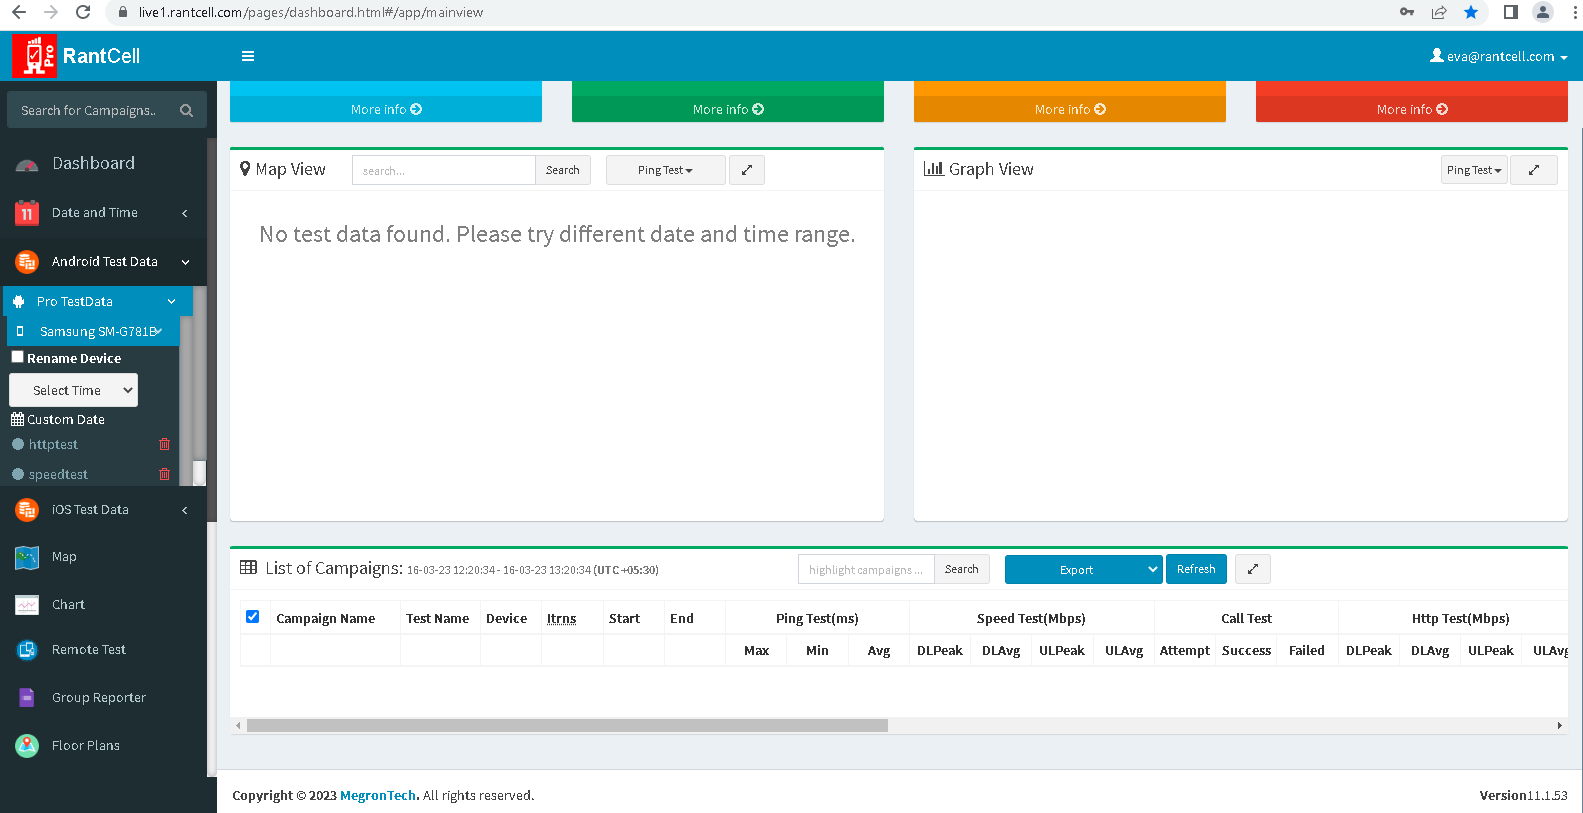 live1.rantcell.com/pages/dashboard.html#/app/mainview
Pro
RantCell
eva@rantcell.com
Search for Campaigns..
More info
More info
More info
More info
Dashboard
11
Date and Time
Android Test Data
Pro TestData
Samsung SM-G781B
Rename Device
Select Time
Custom Date
httptest
speedtest
iOS Test Data
Map
Chart
Remote Test
Group Reporter
Floor Plans
Map View
search...
Search
Ping Test
No test data found. Please try different date and time range.
Graph View
Ping Test
List of Campaigns: 16-03-23 12:20:34 - 16-03-23 13:20:34 (UTC +05:30)
highlight campaigns ...
Search
Export
Refresh
Campaign Name Test Name Device Itrns Start End Ping Test(ms) Speed Test(Mbps) Call Test Http Test(Mbps)
Max Min Avg DLPeak DLAvg ULPeak ULAvg Attempt Success Failed DLPeak DLAvg ULPeak ULAvg
Copyright © 2023 MegronTech. All rights reserved.
Version11.1.53